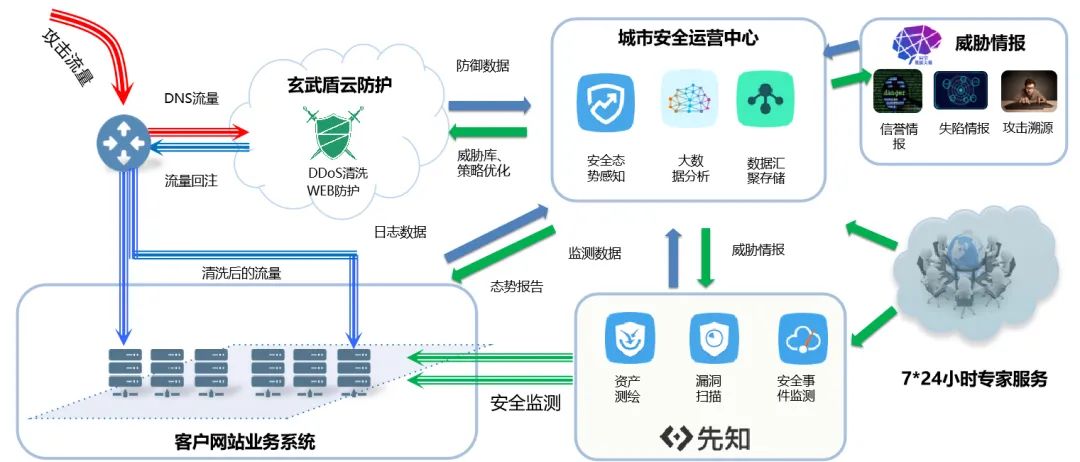 攻击流量
DNS流量
流量回注
玄武盾云防护
DDoS清洗
WEB防护
防御数据
威胁库、
策略优化
城市安全运营中心
安全态
势感知
大数
据分析
数据汇
聚存储
威胁情报
danger
信誉情
报
失陷情报
攻击溯源
日志数据
态势报告
监测数据
威胁情报
清洗后的流量
客户网站业务系统
安全监测
资产
测绘
漏洞
扫描
安全事
件监测
先知
7*24小时专家服务